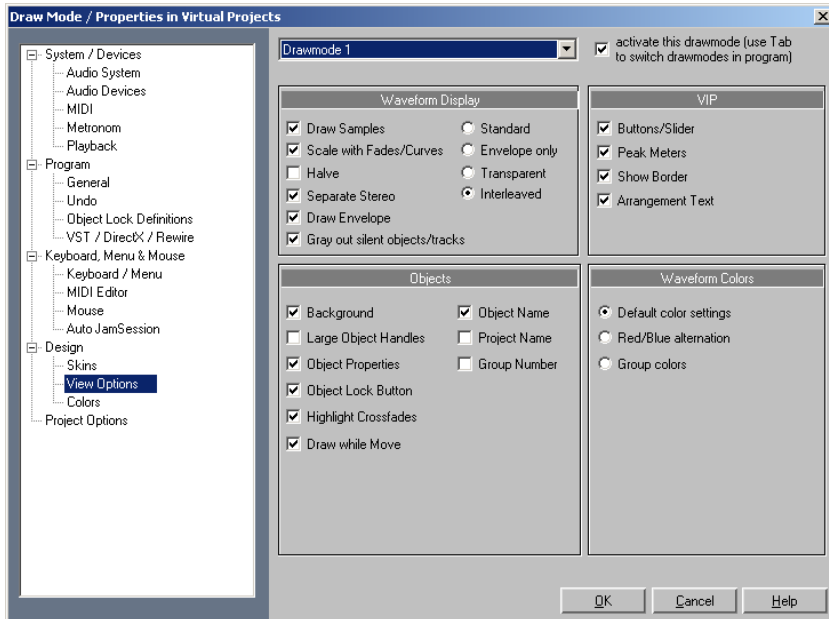 Draw Mode / Properties in Virtual Projects
System / Devices
Audio System
Audio Devices
MIDI
Metronom
Playback
Program
General
Undo
Object Lock Definitions
VST / DirectX / Rewire
Keyboard, Menu & Mouse
Keyboard / Menu
MIDI Editor
Mouse
Auto JamSession
Design
Skins
View Options
Colors
Project Options
Drawmode 1
activate this drawmode (use Tab
to switch drawmodes in program)
Waveform Display
Draw Samples
Scale with Fades/Curves
Halve
Separate Stereo
Draw Envelope
Gray out silent objects/tracks
Standard
Envelope only
Transparent
Interleaved
VIP
Buttons/Slider
Peak Meters
Show Border
Arrangement Text
Objects
Background
Large Object Handles
Object Properties
Object Lock Button
Highlight Crossfades
Draw while Move
Object Name
Project Name
Group Number
Waveform Colors
Default color settings
Red/Blue alternation
Group colors
OK
Cancel
Help